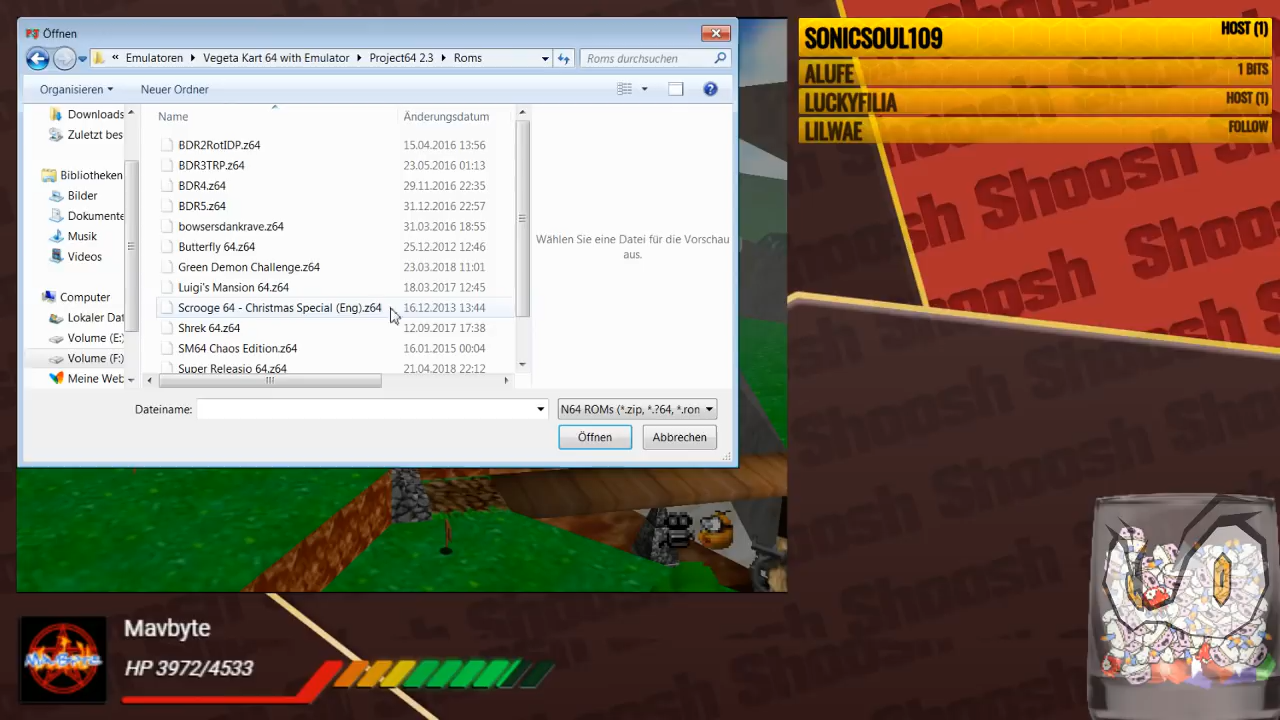 Öffnen
« Emulatoren Vegeta Kart 64 with Emulator Project64 2.3 Roms
Roms durchsuchen
Organisieren Neuer Ordner
Downloads
Zuletzt bes
Bibliotheken
Bilder
Dokumente
Musik
Videos
Computer
Lokaler Dat
Volume (E:)
Volume (F:)
Meine Web
Name Änderungsdatum
BDR2RotIDP.z64 15.04.2016 13:56
BDR3TRP.z64 23.05.2016 01:13
BDR4.z64 29.11.2016 22:35
BDR5.z64 31.12.2016 22:57
bowsersdankrave.z64 31.03.2016 18:55
Butterfly 64.z64 25.12.2012 12:46
Green Demon Challenge.z64 23.03.2018 11:01
Luigi's Mansion 64.z64 18.03.2017 12:45
Scrooge 64 - Christmas Special (Eng).z64 16.12.2013 13:44
Shrek 64.z64 12.09.2017 17:38
SM64 Chaos Edition.z64 16.01.2015 00:04
Super Releasio 64.z64 21.04.2018 22:12
Wählen Sie eine Datei für die Vorschau
aus.
Dateiname:
N64 ROMs (*.zip, *.?64, *.ron
Öffnen Abbrechen
SONICSOUL109 HOST (1)
ALUFE 1 BITS
LUCKYFILIA HOST (1)
LILWAE FOLLOW
Shoosh Shoosh
Shoosh Shoosh
Mavbyte
HP 3972/4533
MAVBYTE